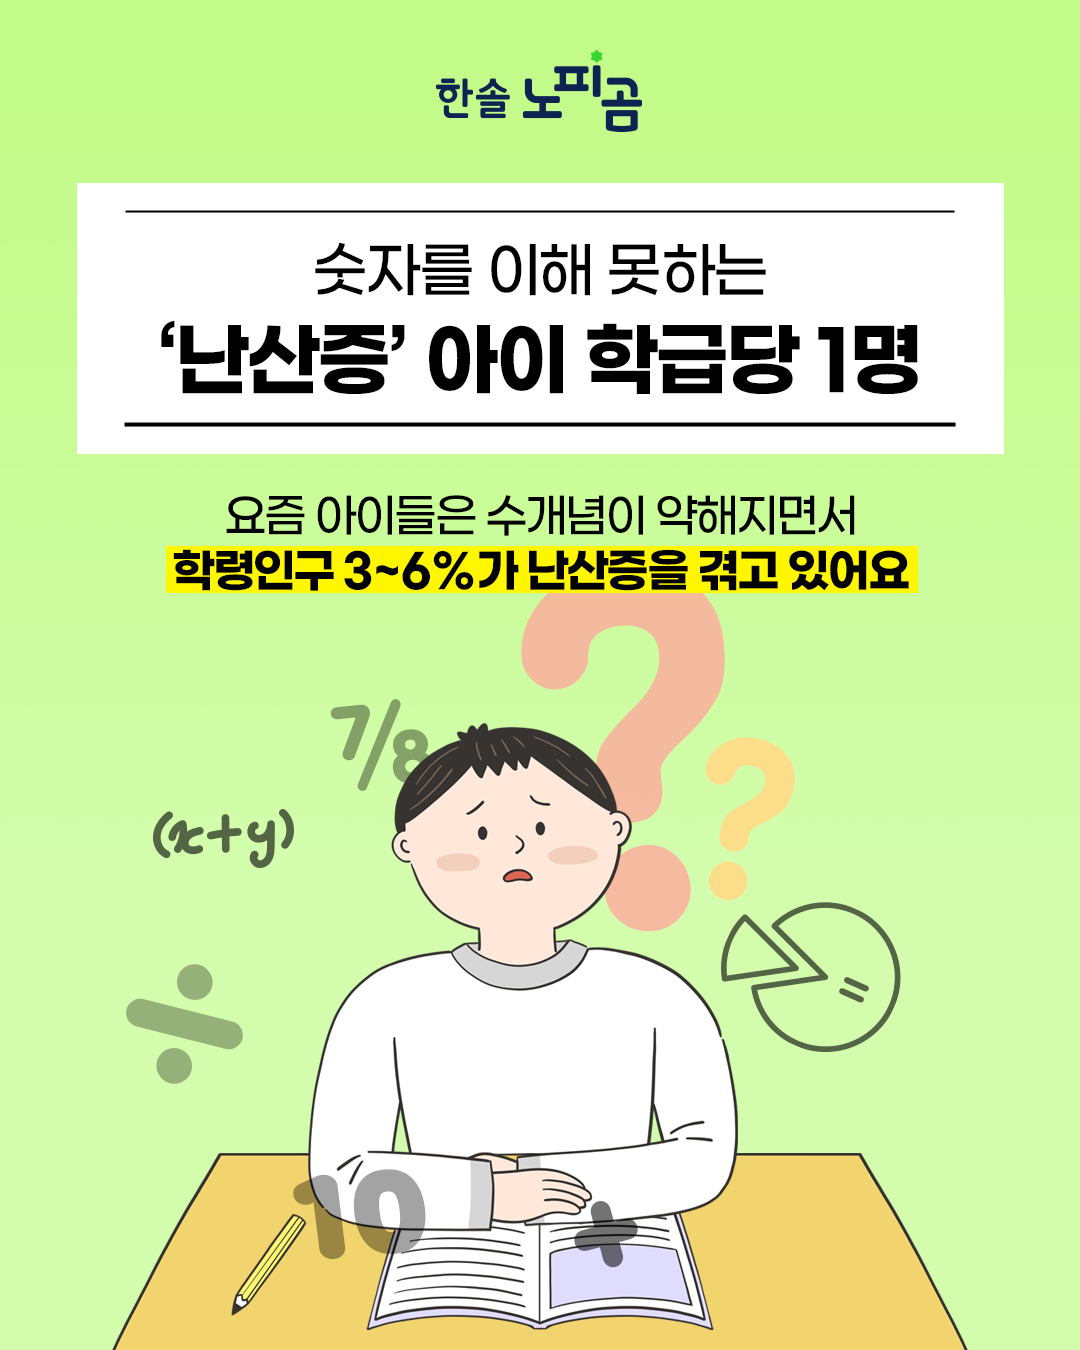 한솔 노피곰
숫자를 이해 못하는
‘난산증’ 아이 학급당 1명
요즘 아이들은 수개념이 약해지면서
학령인구 3~6%가 난산증을 겪고 있어요
7/8
(x+y)
÷
=
10
+